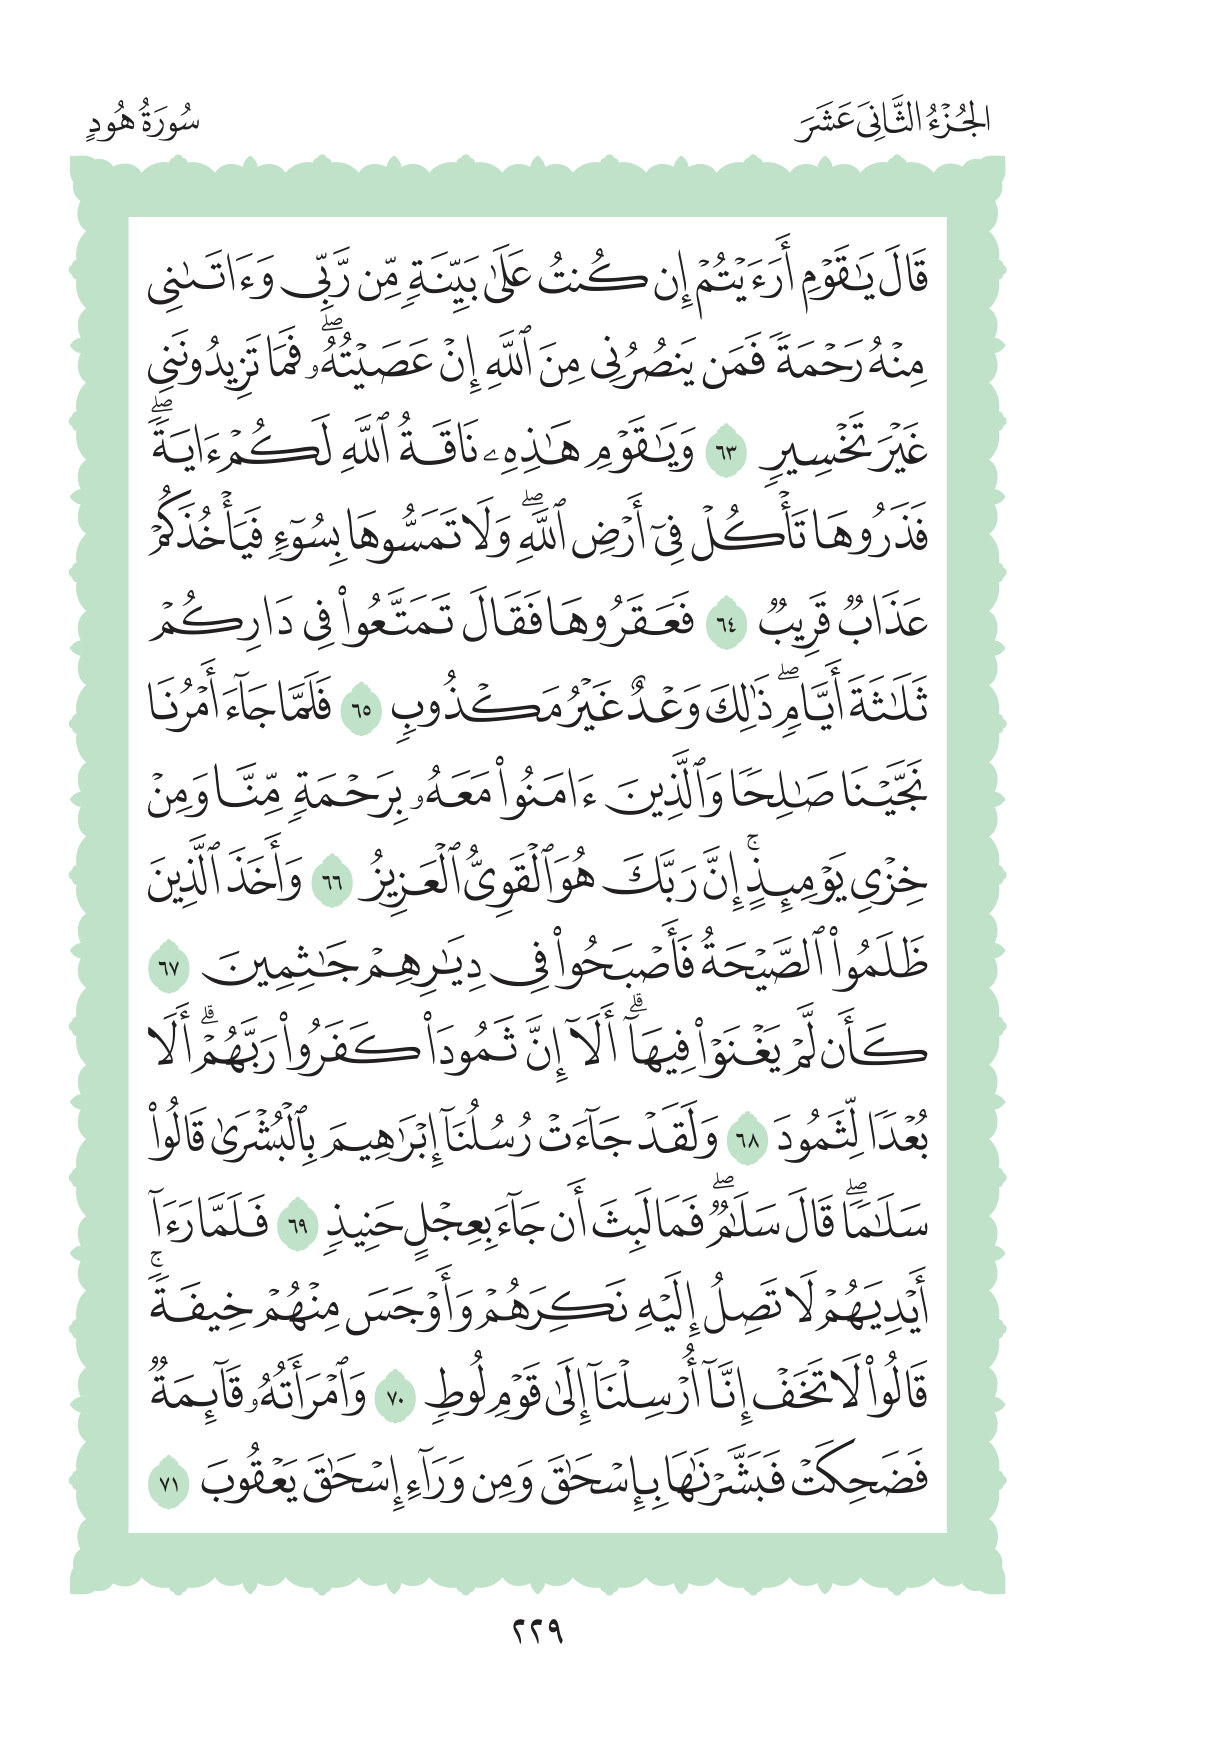 الجُزْءُ الثَّانِيَ عَشَرَ
سُورَةُ هُودٍ
قَالَ يَٰقَوْمِ أَرَءَيْتُمْ إِن كُنتُ عَلَىٰ بَيِّنَةٍ مِّن رَّبِّي وَءَاتَىٰنِي
مِنْهُ رَحْمَةً فَمَن يَنصُرُنِي مِنَ ٱللَّهِ إِنْ عَصَيْتُهُۥۖ فَمَا تَزِيدُونَنِي
غَيْرَ تَخْسِيرٍ ٦٣ وَيَٰقَوْمِ هَٰذِهِۦ نَاقَةُ ٱللَّهِ لَكُمْ ءَايَةًۖ
فَذَرُوهَا تَأْكُلْ فِيٓ أَرْضِ ٱللَّهِۖ وَلَا تَمَسُّوهَا بِسُوٓءٍ فَيَأْخُذَكُمْ
عَذَابٌ قَرِيبٌ ٦٤ فَعَقَرُوهَا فَقَالَ تَمَتَّعُواْ فِي دَارِكُمْ
ثَلَٰثَةَ أَيَّامٍۖ ذَٰلِكَ وَعْدٌ غَيْرُ مَكْذُوبٍ ٦٥ فَلَمَّا جَآءَ أَمْرُنَا
نَجَّيْنَا صَٰلِحًا وَٱلَّذِينَ ءَامَنُواْ مَعَهُۥ بِرَحْمَةٍ مِّنَّا وَمِنْ
خِزْيِ يَوْمِئِذٍۚ إِنَّ رَبَّكَ هُوَ ٱلْقَوِيُّ ٱلْعَزِيزُ ٦٦ وَأَخَذَ ٱلَّذِينَ
ظَلَمُواْ ٱلصَّيْحَةُ فَأَصْبَحُواْ فِي دِيَٰرِهِمْ جَٰثِمِينَ ٦٧
كَأَن لَّمْ يَغْنَوْاْ فِيهَآۗ أَلَآ إِنَّ ثَمُودَاْ كَفَرُواْ رَبَّهُمْۗ أَلَا
بُعْدًا لِّثَمُودَ ٦٨ وَلَقَدْ جَآءَتْ رُسُلُنَآ إِبْرَٰهِيمَ بِٱلْبُشْرَىٰ قَالُواْ
سَلَٰمًاۖ قَالَ سَلَٰمٌۖ فَمَا لَبِثَ أَن جَآءَ بِعِجْلٍ حَنِيذٍ ٦٩ فَلَمَّا رَءَآ
أَيْدِيَهُمْ لَا تَصِلُ إِلَيْهِ نَكِرَهُمْ وَأَوْجَسَ مِنْهُمْ خِيفَةًۚ
قَالُواْ لَا تَخَفْ إِنَّآ أُرْسِلْنَآ إِلَىٰ قَوْمِ لُوطٍ ٧٠ وَٱمْرَأَتُهُۥ قَآئِمَةٌ
فَضَحِكَتْ فَبَشَّرْنَٰهَا بِإِسْحَٰقَ وَمِن وَرَآءِ إِسْحَٰقَ يَعْقُوبَ ٧١
٢٢٩